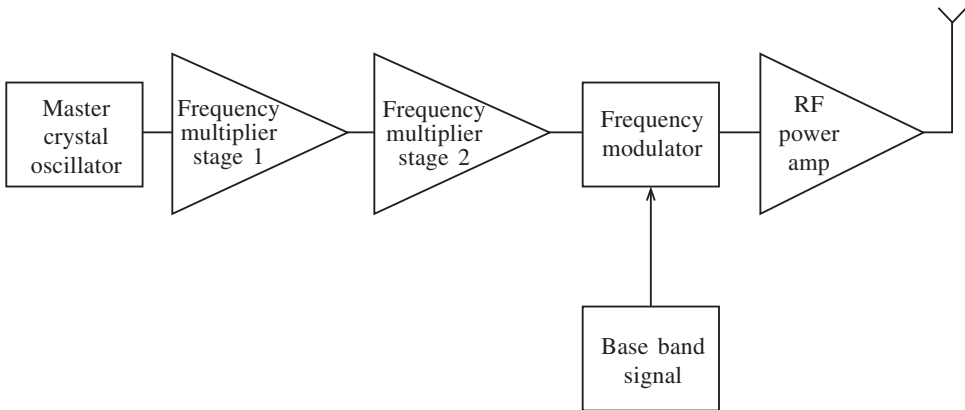 Master
crystal
oscillator
Frequency
multiplier
stage 1
Frequency
multiplier
stage 2
Frequency
modulator
RF
power
amp
Base band
signal